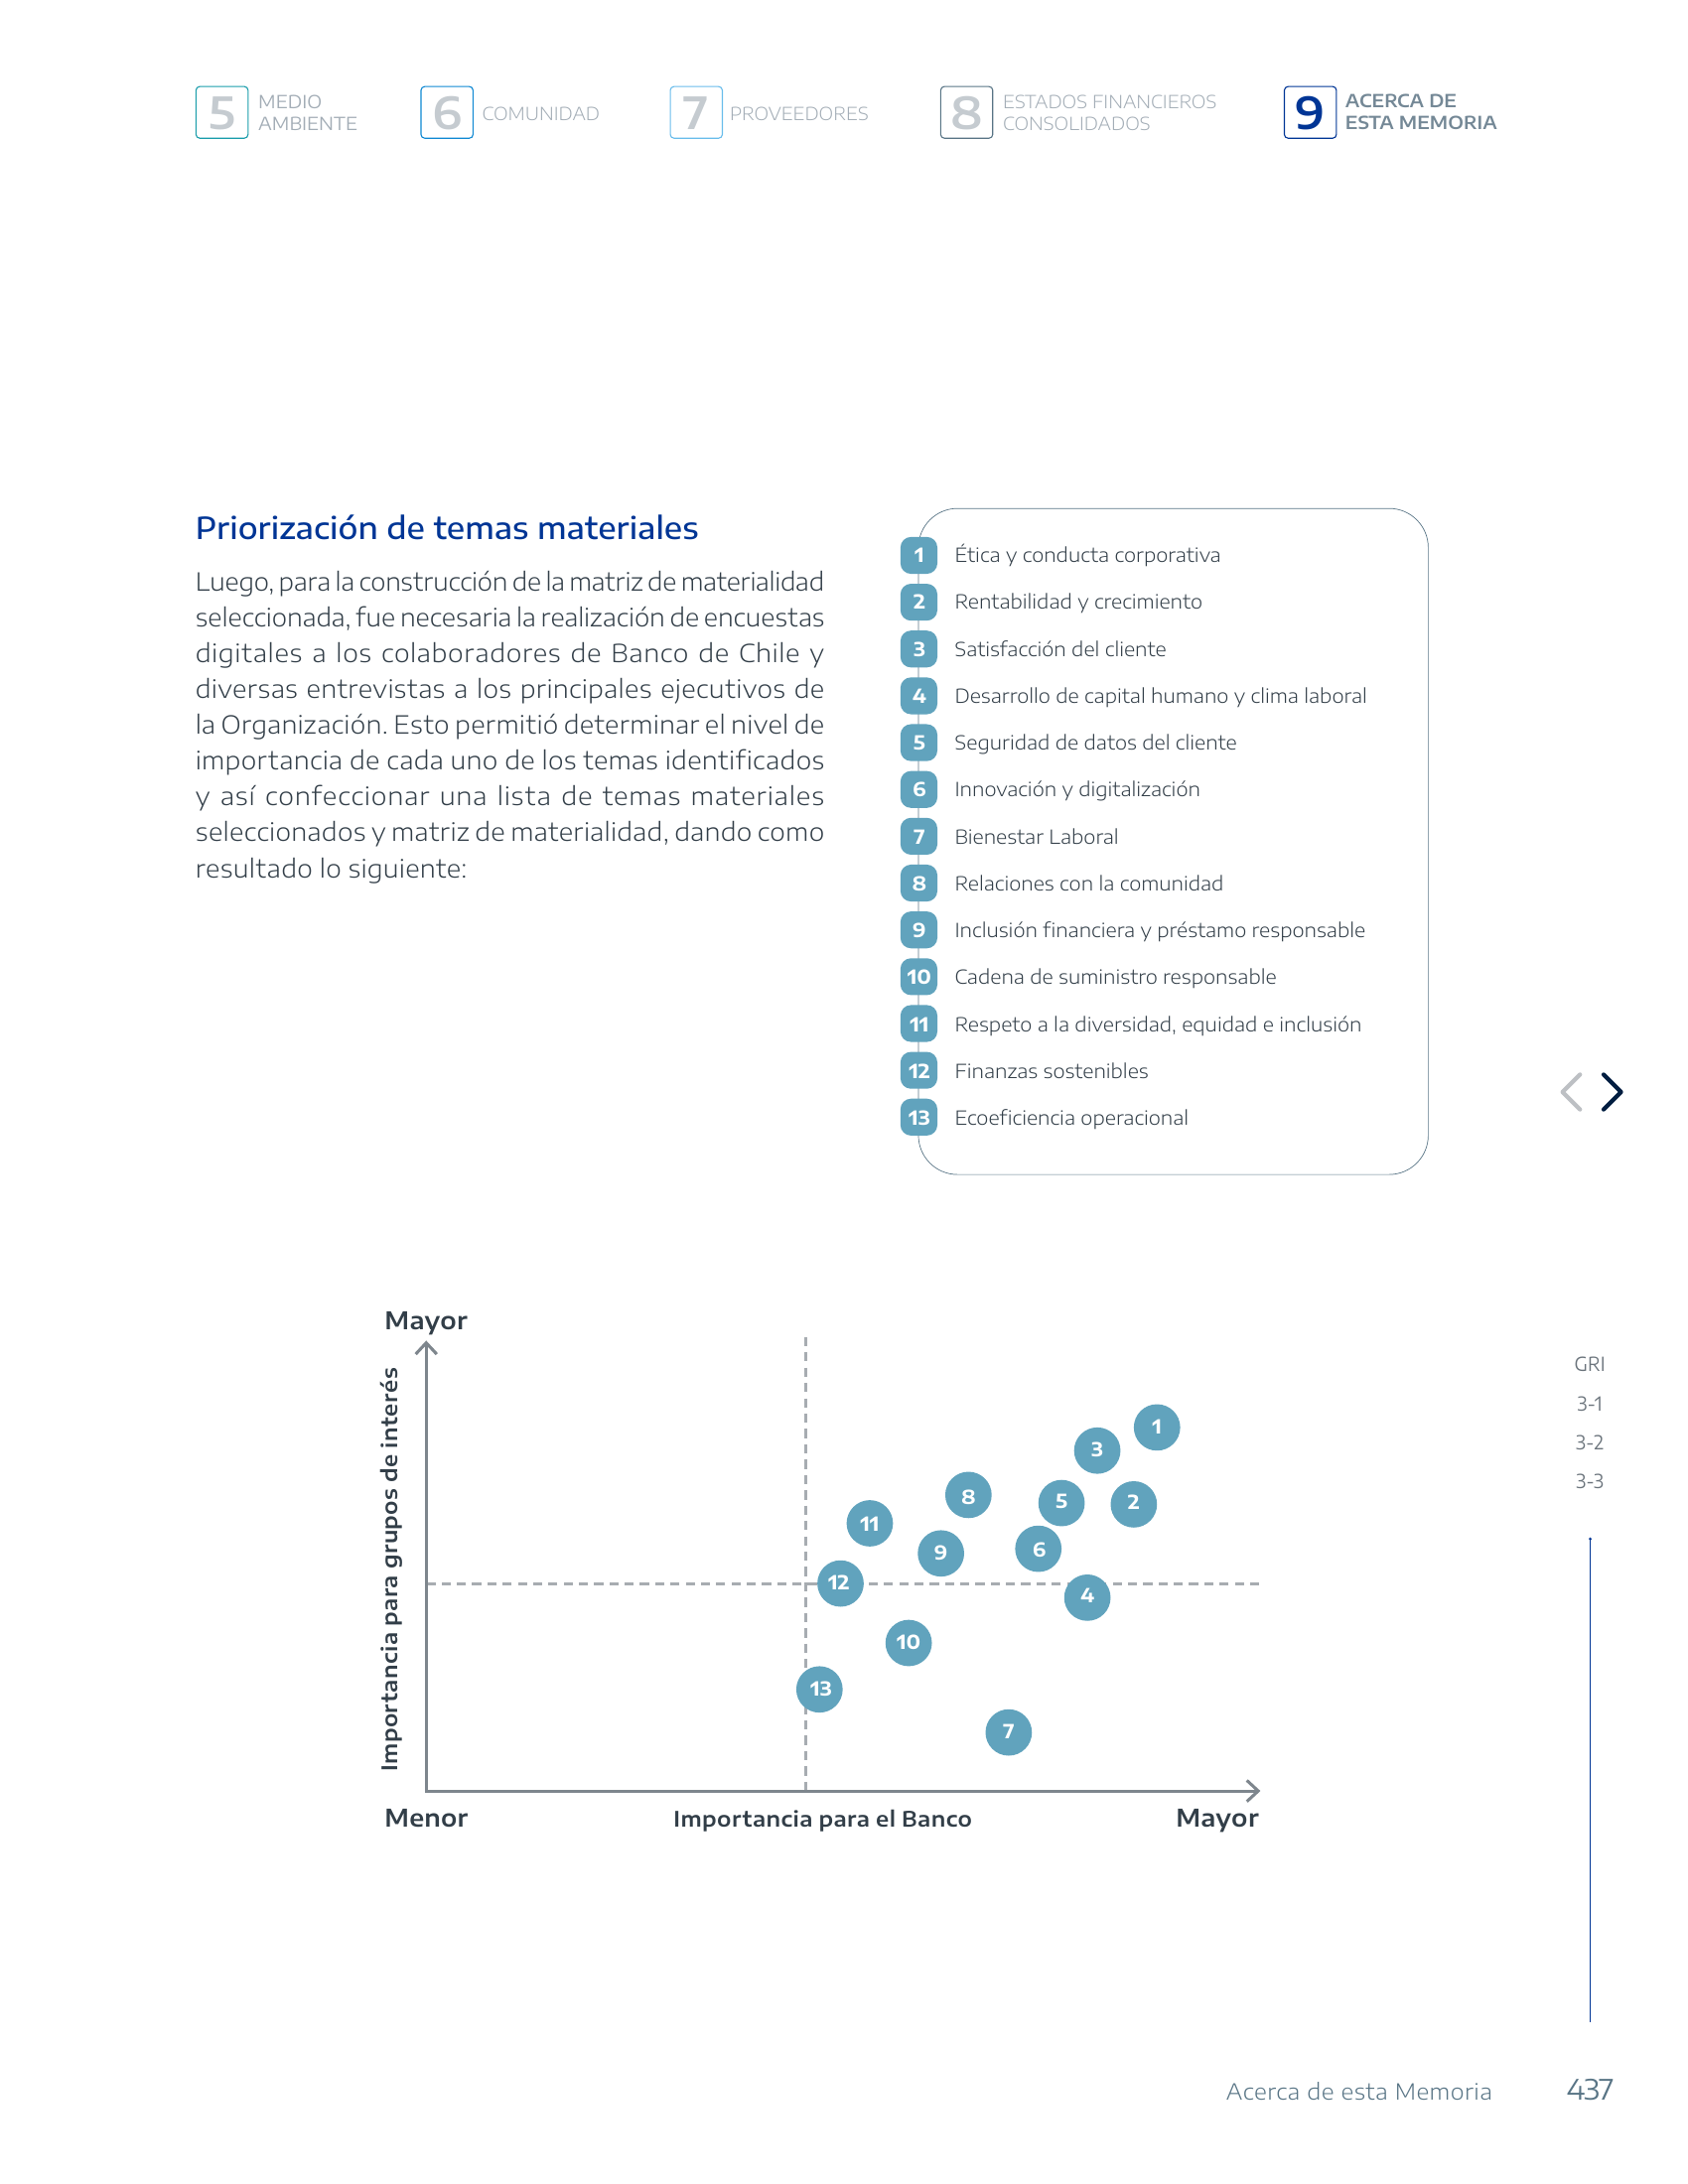 5 MEDIO AMBIENTE
6 COMUNIDAD
7 PROVEEDORES
8 ESTADOS FINANCIEROS CONSOLIDADOS
9 ACERCA DE ESTA MEMORIA
Priorización de temas materiales
Luego, para la construcción de la matriz de materialidad
seleccionada, fue necesaria la realización de encuestas
digitales a los colaboradores de Banco de Chile y
diversas entrevistas a los principales ejecutivos de
la Organización. Esto permitió determinar el nivel de
importancia de cada uno de los temas identificados
y así confeccionar una lista de temas materiales
seleccionados y matriz de materialidad, dando como
resultado lo siguiente:
1 Ética y conducta corporativa
2 Rentabilidad y crecimiento
3 Satisfacción del cliente
4 Desarrollo de capital humano y clima laboral
5 Seguridad de datos del cliente
6 Innovación y digitalización
7 Bienestar Laboral
8 Relaciones con la comunidad
9 Inclusión financiera y préstamo responsable
10 Cadena de suministro responsable
11 Respeto a la diversidad, equidad e inclusión
12 Finanzas sostenibles
13 Ecoeficiencia operacional
Mayor
Importancia para grupos de interés
1
3
8
5
2
11
6
9
12
4
10
13
7
Menor
Importancia para el Banco
Mayor
GRI
3-1
3-2
3-3
Acerca de esta Memoria
437